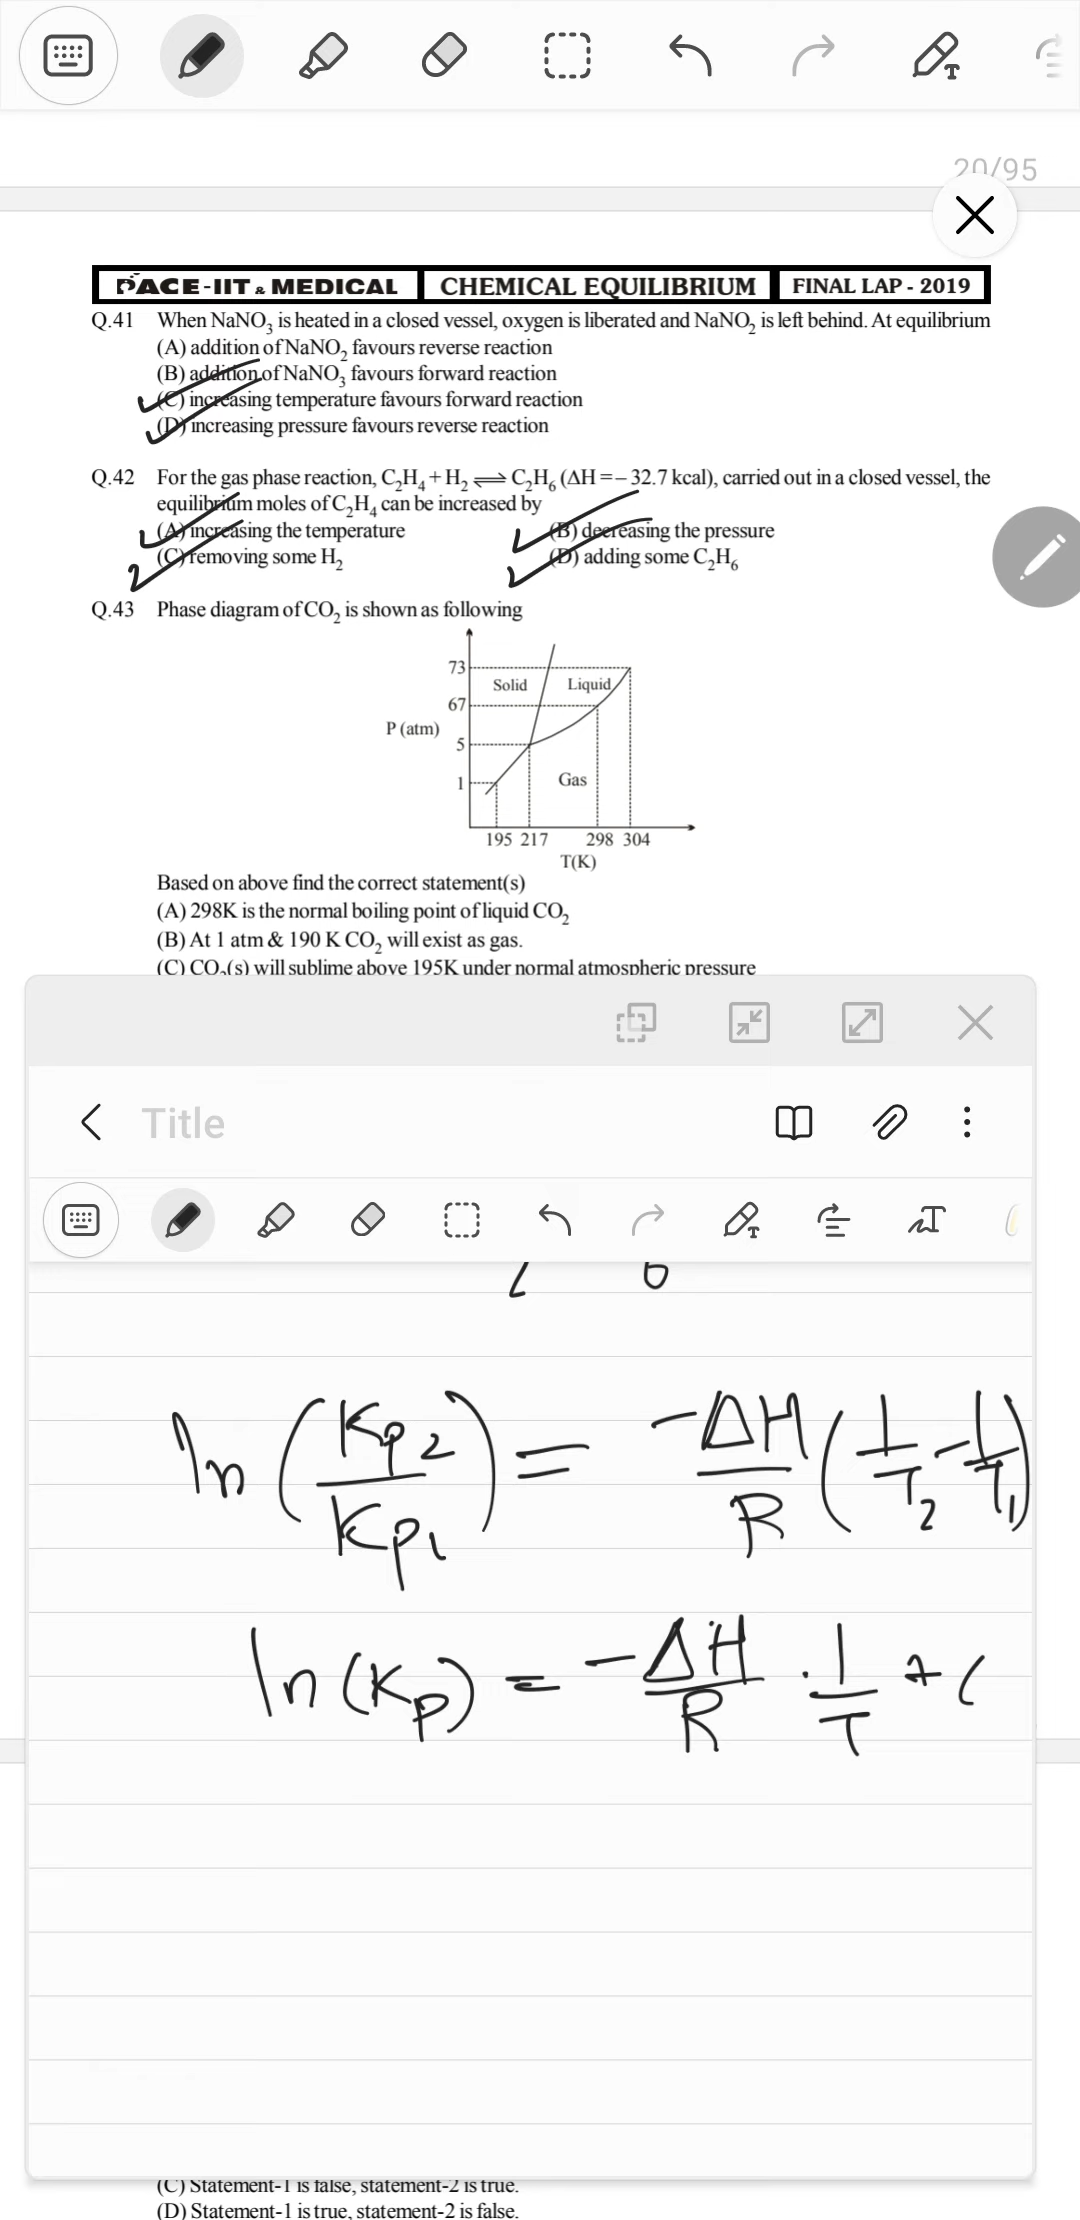 20/95
PACE-IIT & MEDICAL CHEMICAL EQUILIBRIUM FINAL LAP - 2019
Q.41 When NaNO₃ is heated in a closed vessel, oxygen is liberated and NaNO₂ is left behind. At equilibrium
(A) addition of NaNO₂ favours reverse reaction
(B) addition of NaNO₃ favours forward reaction
(C) increasing temperature favours forward reaction
(D) increasing pressure favours reverse reaction
Q.42 For the gas phase reaction, C₂H₄ + H₂ ⇌ C₂H₆ (ΔH = – 32.7 kcal), carried out in a closed vessel, the
equilibrium moles of C₂H₄ can be increased by
(A) increasing the temperature (B) decreasing the pressure
(C) removing some H₂ (D) adding some C₂H₆
Q.43 Phase diagram of CO₂ is shown as following
73
Solid Liquid
67
P (atm)
5
1 Gas
195 217 298 304
T(K)
Based on above find the correct statement(s)
(A) 298K is the normal boiling point of liquid CO₂
(B) At 1 atm & 190 K CO₂ will exist as gas.
(C) CO₂(s) will sublime above 195K under normal atmospheric pressure
Title
ln (Kp2/Kp1) = -ΔH/R (1/T2 - 1/T1)
ln(Kp) = -ΔH/R · 1/T + C
(C) Statement-1 is false, statement-2 is true.
(D) Statement-1 is true, statement-2 is false.